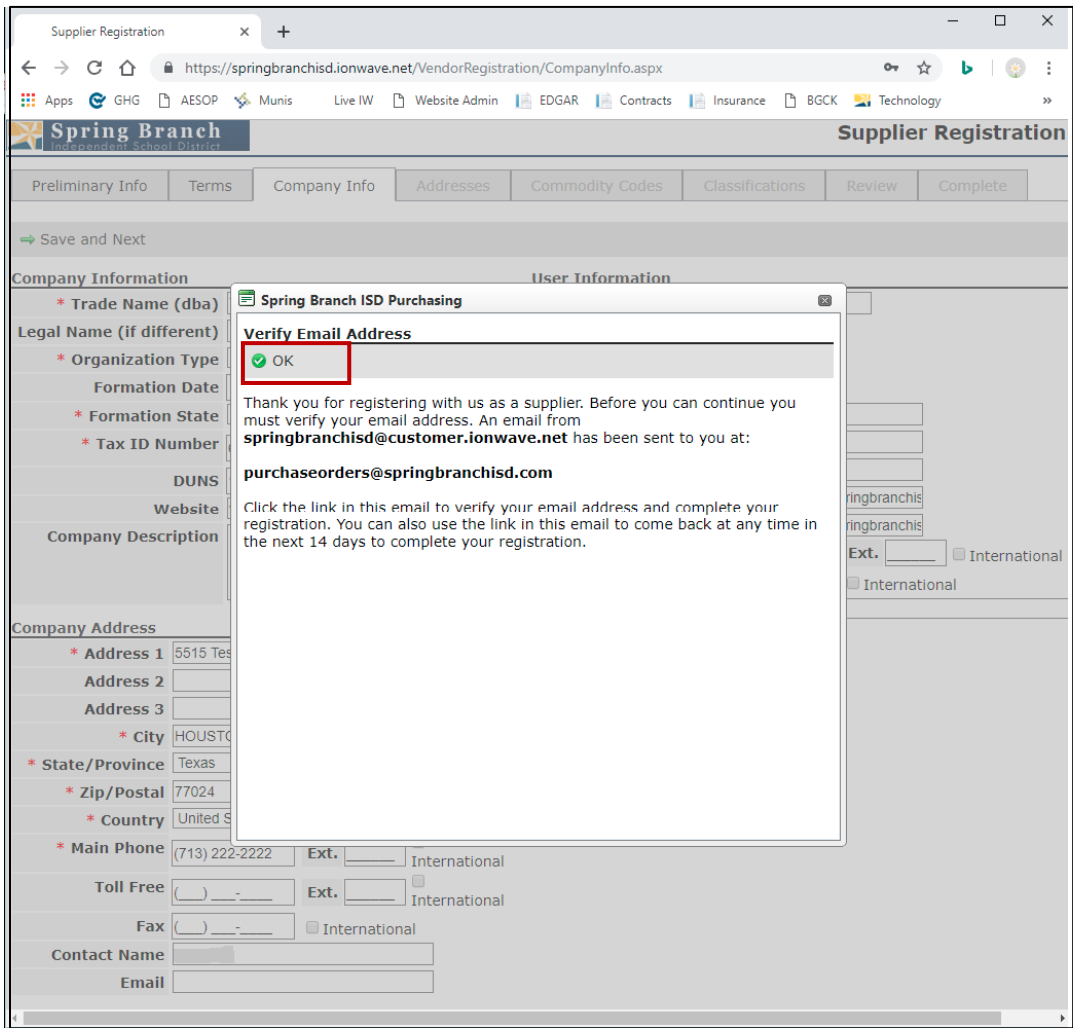 Supplier Registration
https://springbranchisd.ionwave.net/VendorRegistration/CompanyInfo.aspx
Apps GHG AESOP Munis Live IW Website Admin EDGAR Contracts Insurance BGCK Technology »
Spring Branch
Independent School District
Supplier Registration
Preliminary Info Terms Company Info Addresses Commodity Codes Classifications Review Complete
Save and Next
Company Information User Information
* Trade Name (dba)
Legal Name (if different)
* Organization Type
Formation Date
* Formation State
* Tax ID Number
DUNS
Website
Company Description
Spring Branch ISD Purchasing
Verify Email Address
OK
Thank you for registering with us as a supplier. Before you can continue you
must verify your email address. An email from
springbranchisd@customer.ionwave.net has been sent to you at:
purchaseorders@springbranchisd.com
Click the link in this email to verify your email address and complete your
registration. You can also use the link in this email to come back at any time in
the next 14 days to complete your registration.
ringbranchis
ringbranchis
Ext. International
International
Company Address
* Address 1 5515 Tes
Address 2
Address 3
* City HOUSTO
* State/Province Texas
* Zip/Postal 77024
* Country United S
* Main Phone (713) 222-2222 Ext. International
Toll Free (___) ___-____ Ext. International
Fax (___) ___-____ International
Contact Name
Email